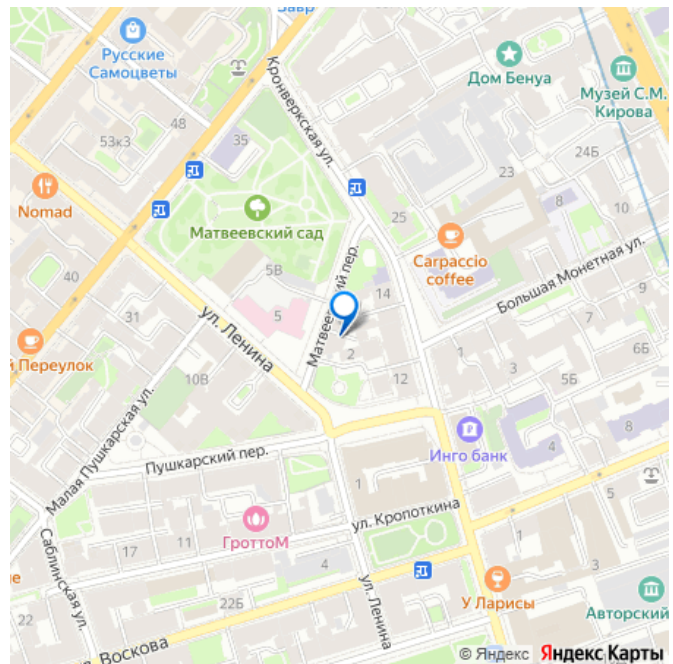 Завр
Русские
Самоцветы
Кронверкская ул.
Дом Бенуа
Музей С.М.
Кирова
53к3
48
35
23
24Б
Nomad
8
10
25
Матвеевский сад
Carpaccio
coffee
Большая Монетная ул.
40
5В
Матвеевский пер.
14
9
31
5
7
ул. Ленина
2
1
6Б
й Переулок
10В
12
3
5Б
8
Малая Пушкарская ул.
Инго банк
4
Пушкарский пер.
1
5
ул. Кропоткина
ГроттоМ
17
11
1
Саблинская ул.
4
3
ие
22Б
У Ларисы
22
ул. Ленина
Авторский
л. Воскова
© Яндекс Яндекс Карты